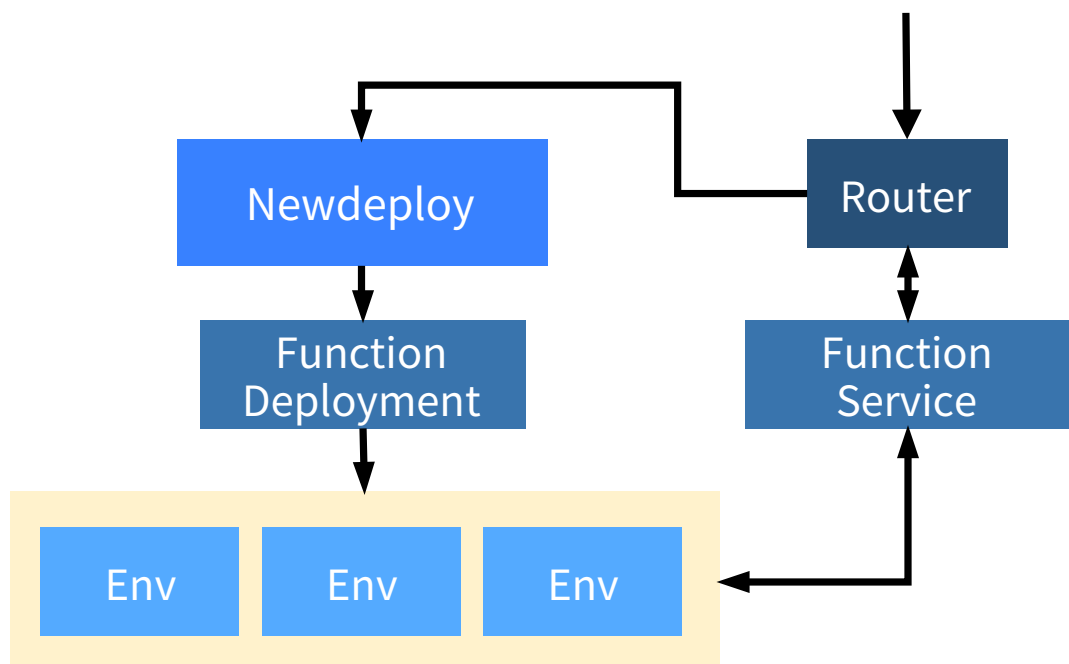 Newdeploy
Router
Function
Deployment
Function
Service
Env
Env
Env